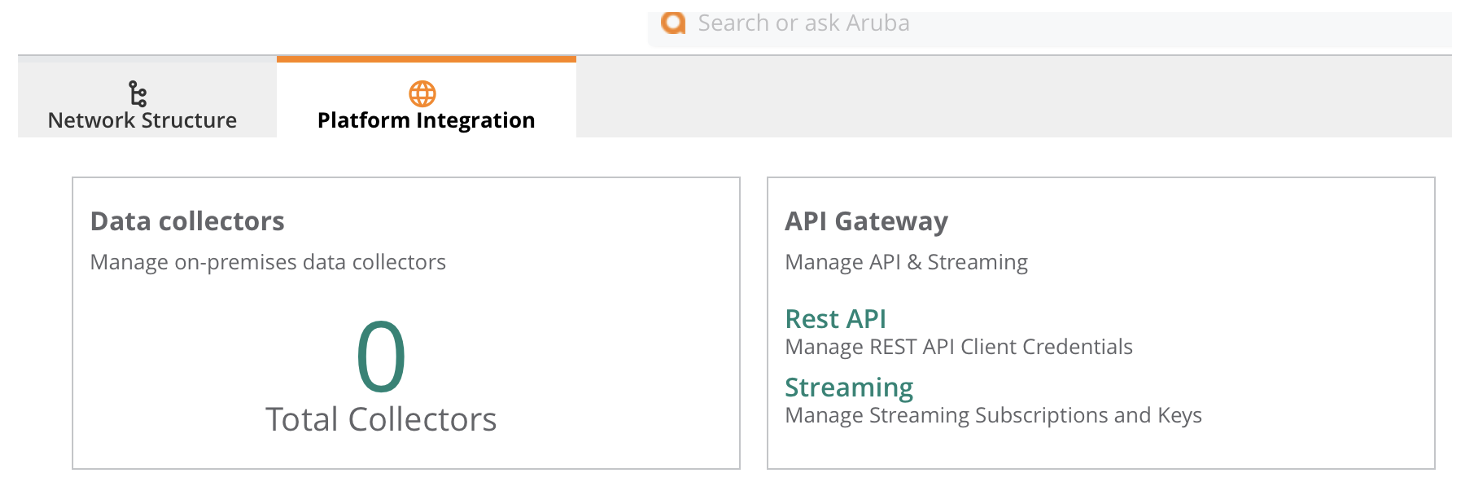 Search or ask Aruba
Network Structure
Platform Integration
Data collectors
Manage on-premises data collectors
0
Total Collectors
API Gateway
Manage API & Streaming
Rest API
Manage REST API Client Credentials
Streaming
Manage Streaming Subscriptions and Keys